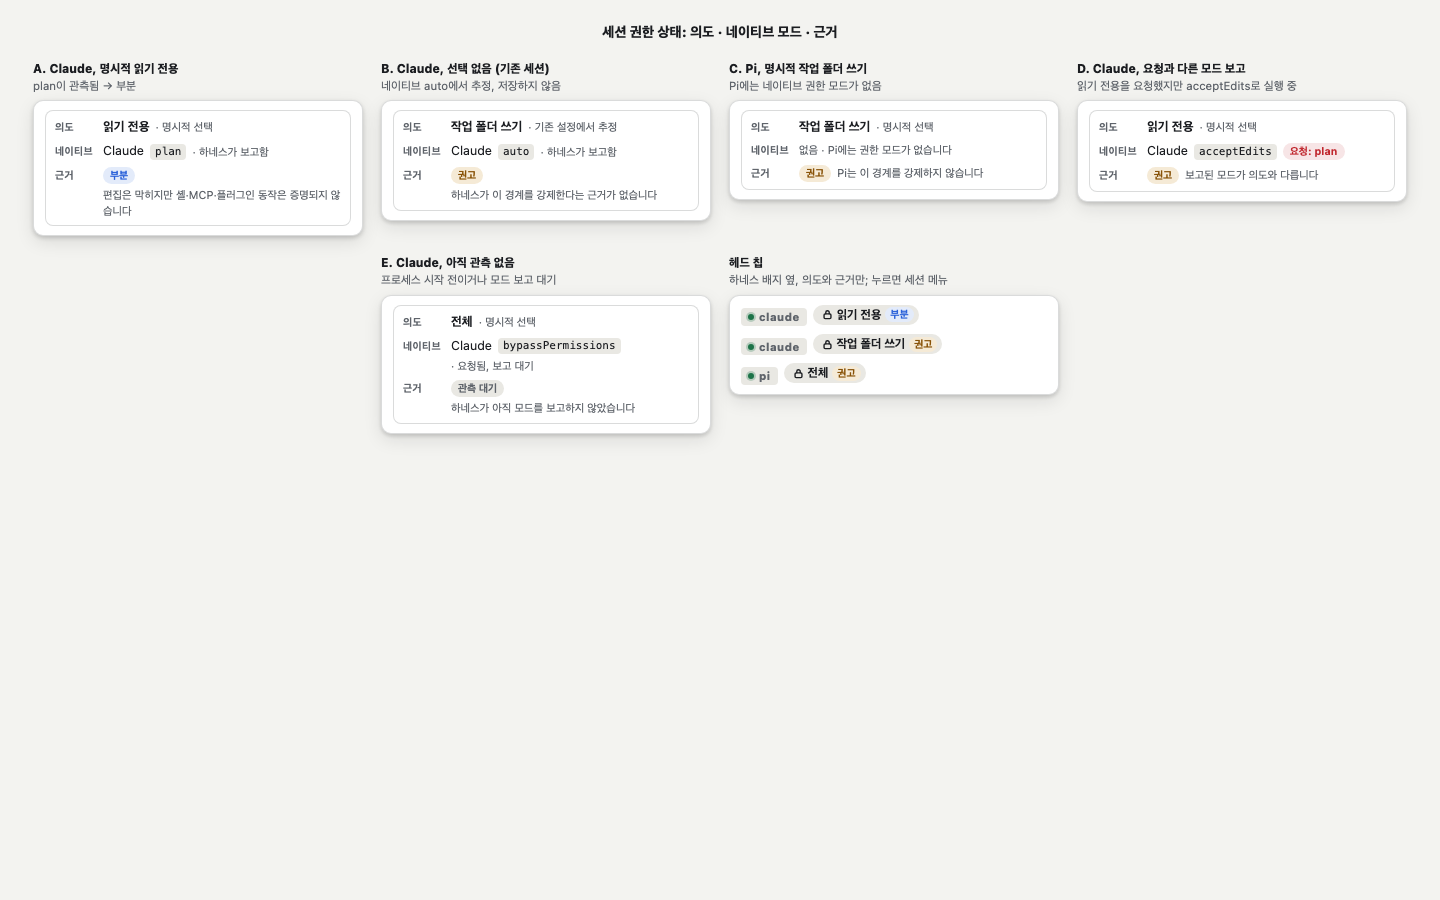 세션 권한 상태: 의도 · 네이티브 모드 · 근거
A. Claude, 명시적 읽기 전용
plan이 관측됨 → 부분
의도 읽기 전용 · 명시적 선택
네이티브 Claude plan · 하네스가 보고함
근거 부분
편집은 막히지만 셸·MCP·플러그인 동작은 증명되지 않
습니다
B. Claude, 선택 없음 (기존 세션)
네이티브 auto에서 추정, 저장하지 않음
의도 작업 폴더 쓰기 · 기존 설정에서 추정
네이티브 Claude auto · 하네스가 보고함
근거 권고
하네스가 이 경계를 강제한다는 근거가 없습니다
C. Pi, 명시적 작업 폴더 쓰기
Pi에는 네이티브 권한 모드가 없음
의도 작업 폴더 쓰기 · 명시적 선택
네이티브 없음 · Pi에는 권한 모드가 없습니다
근거 권고 Pi는 이 경계를 강제하지 않습니다
D. Claude, 요청과 다른 모드 보고
읽기 전용을 요청했지만 acceptEdits로 실행 중
의도 읽기 전용 · 명시적 선택
네이티브 Claude acceptEdits 요청: plan
근거 권고 보고된 모드가 의도와 다릅니다
E. Claude, 아직 관측 없음
프로세스 시작 전이거나 모드 보고 대기
의도 전체 · 명시적 선택
네이티브 Claude bypassPermissions
· 요청됨, 보고 대기
근거 관측 대기
하네스가 아직 모드를 보고하지 않았습니다
헤드 칩
하네스 배지 옆, 의도와 근거만; 누르면 세션 메뉴
claude 읽기 전용 부분
claude 작업 폴더 쓰기 권고
pi 전체 권고